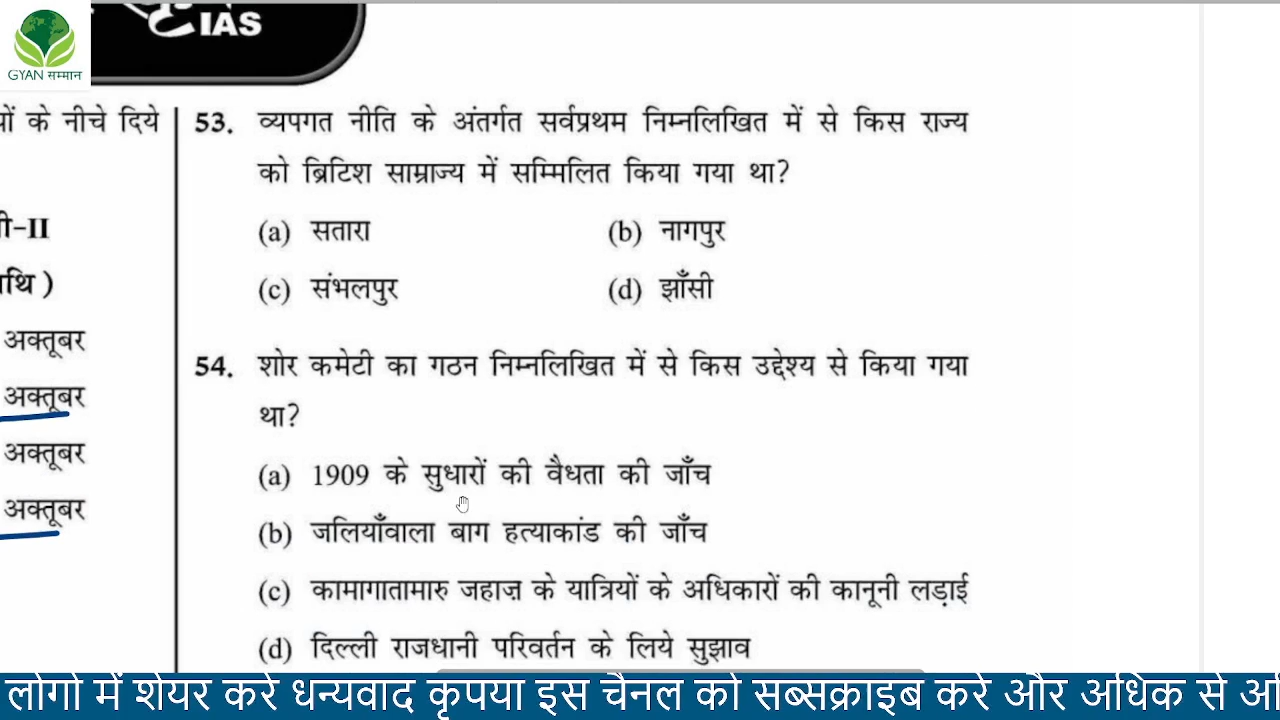 IAS
GYAN सम्मान
के नीचे दिये
-II
अक्तूबर
अक्तूबर
अक्तूबर
अक्तूबर
53. व्यपगत नीति के अंतर्गत सर्वप्रथम निम्नलिखित में से किस राज्य
को ब्रिटिश साम्राज्य में सम्मिलित किया गया था?
(a) सतारा (b) नागपुर
(c) संभलपुर (d) झाँसी
54. शोर कमेटी का गठन निम्नलिखित में से किस उद्देश्य से किया गया
था?
(a) 1909 के सुधारों की वैधता की जाँच
(b) जलियाँवाला बाग हत्याकांड की जाँच
(c) कामागातामारु जहाज़ के यात्रियों के अधिकारों की कानूनी लड़ाई
(d) दिल्ली राजधानी परिवर्तन के लिये सुझाव
लोगो में शेयर करे धन्यवाद कृपया इस चैनल को सब्सक्राइब करे और अधिक से